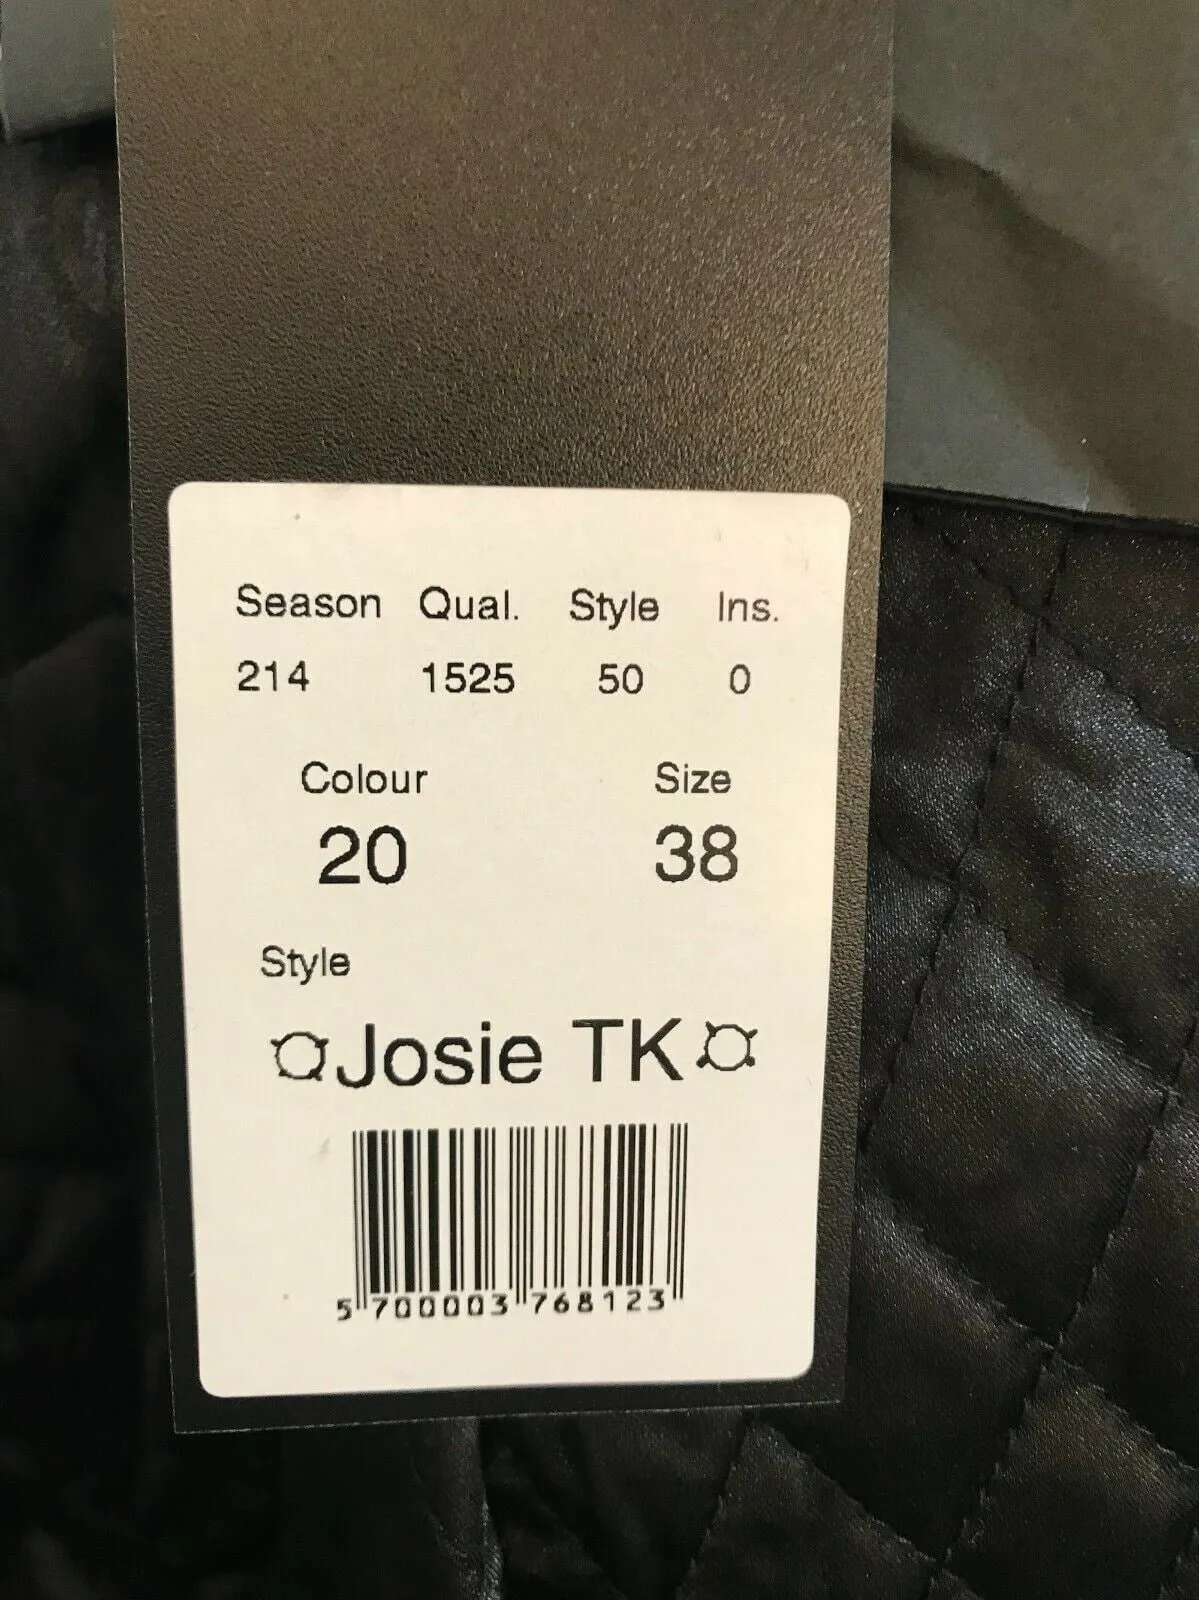 Season Qual. Style Ins.
214 1525 50 0
Colour Size
20 38
Style
¤Josie TK¤
5 700003 768123